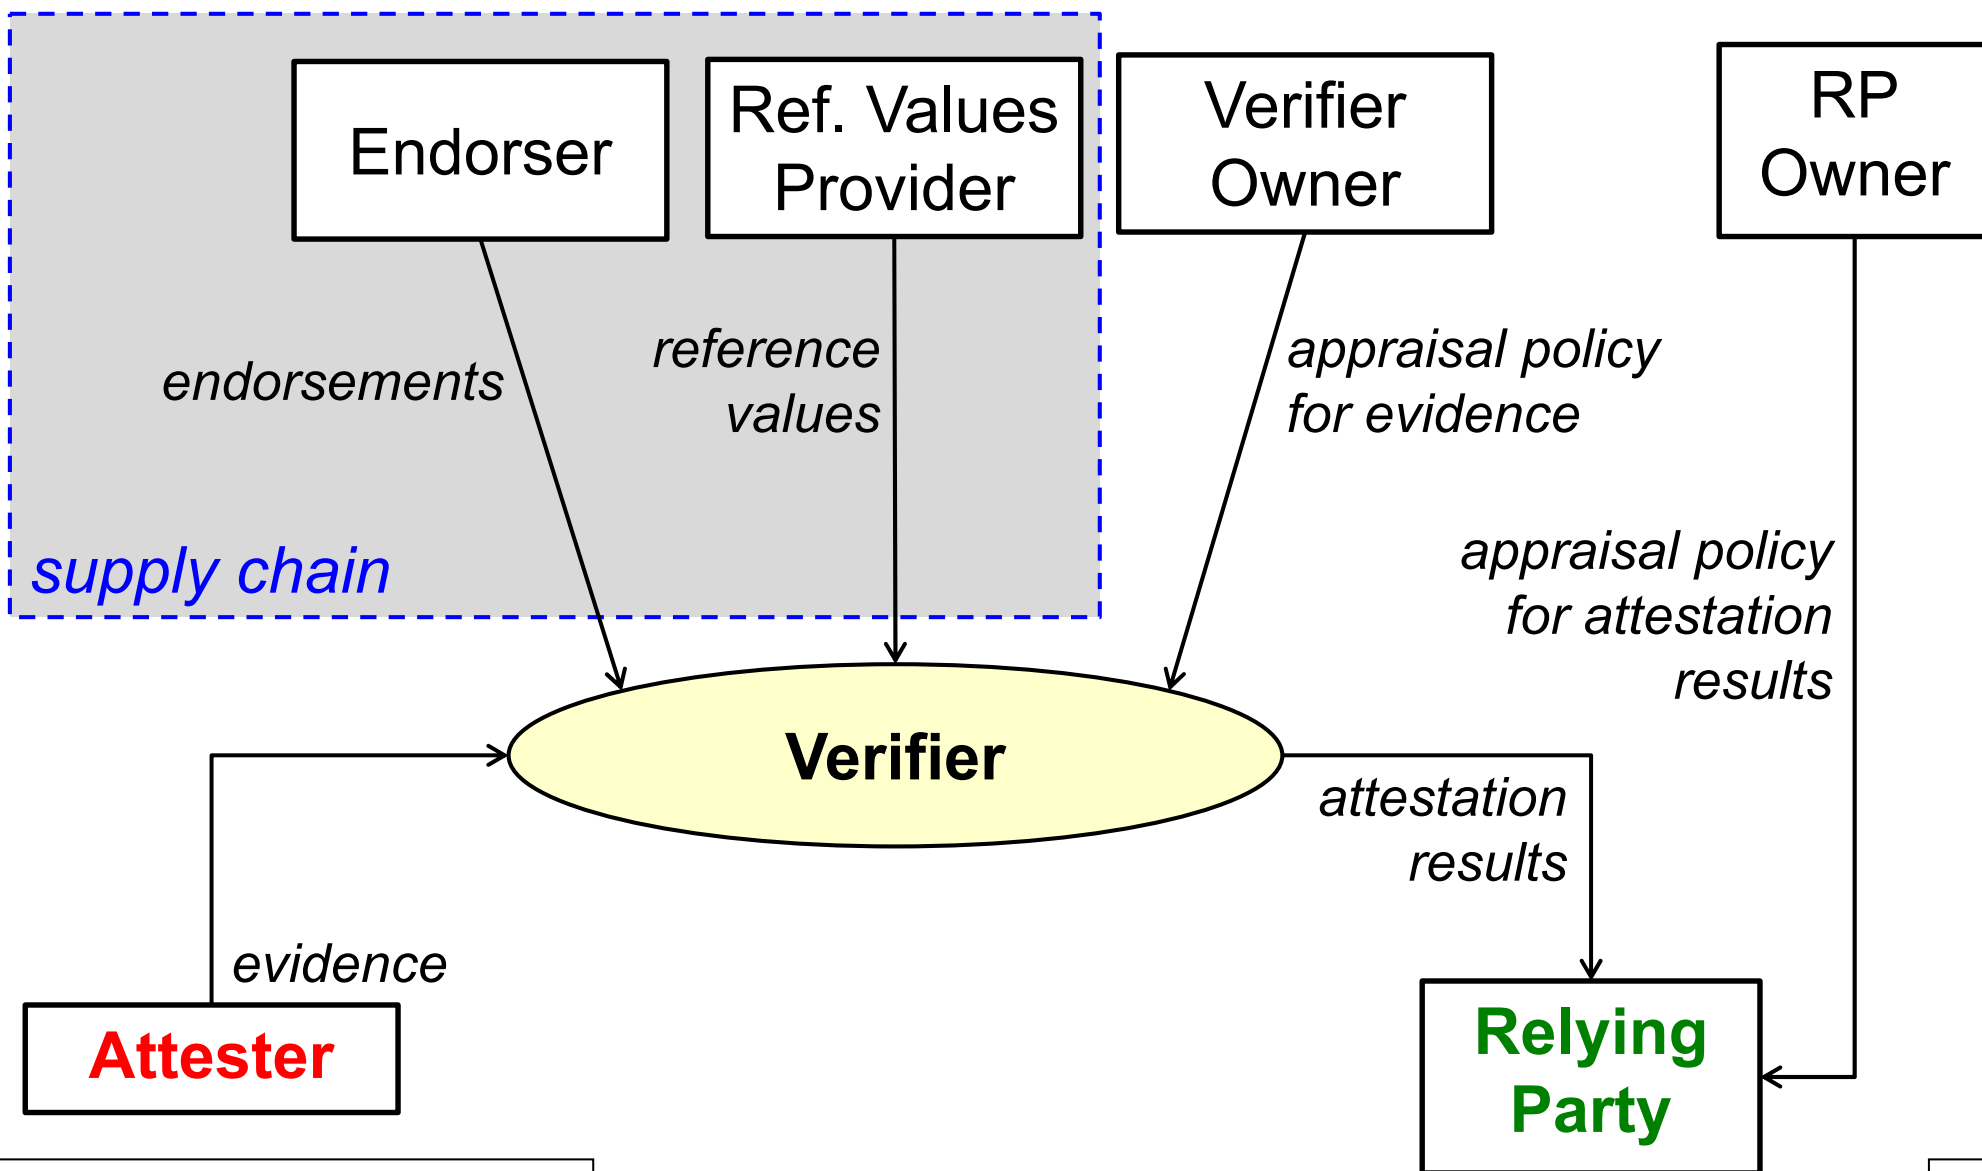 Endorser
Ref. Values
Provider
Verifier
Owner
RP
Owner
endorsements
reference
values
appraisal policy
for evidence
supply chain
appraisal policy
for attestation
results
Verifier
attestation
results
evidence
Attester
Relying
Party